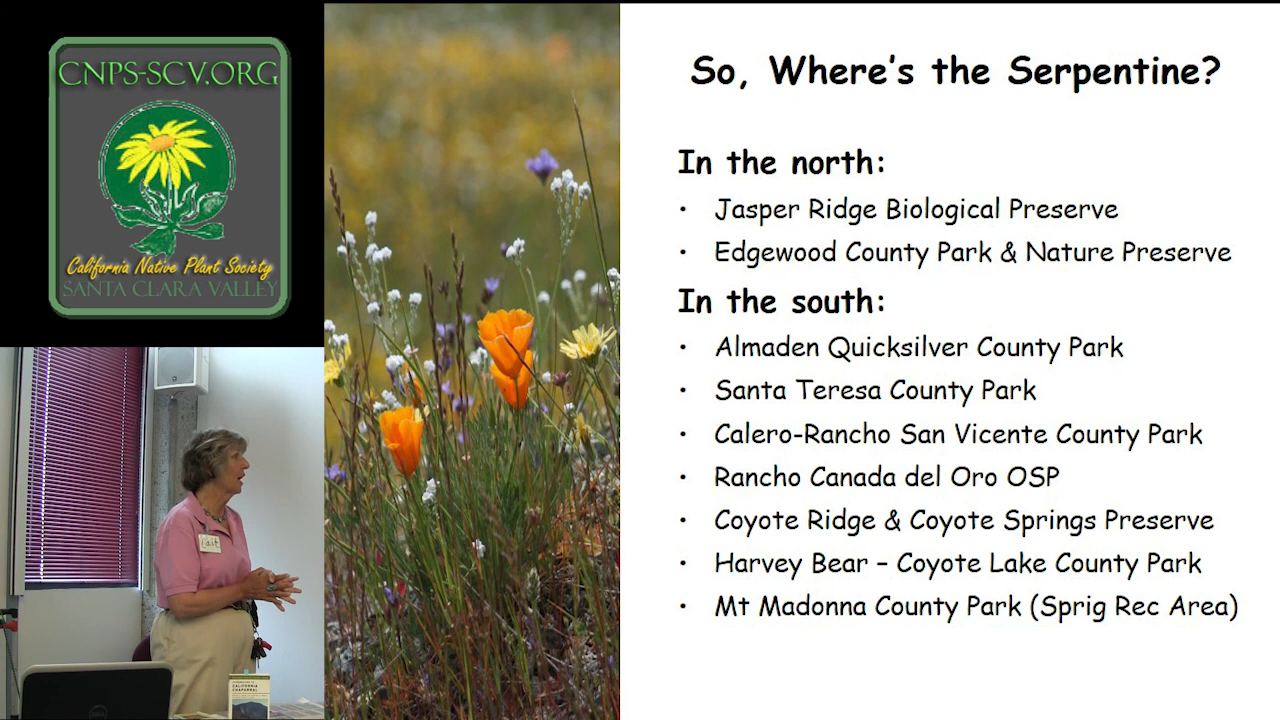 CNPS-SCV.ORG
California Native Plant Society
SANTA CLARA VALLEY
So, Where's the Serpentine?
In the north:
• Jasper Ridge Biological Preserve
• Edgewood County Park & Nature Preserve
In the south:
• Almaden Quicksilver County Park
• Santa Teresa County Park
• Calero-Rancho San Vicente County Park
• Rancho Canada del Oro OSP
• Coyote Ridge & Coyote Springs Preserve
• Harvey Bear – Coyote Lake County Park
• Mt Madonna County Park (Sprig Rec Area)
CALIFORNIA
CHAPARRAL